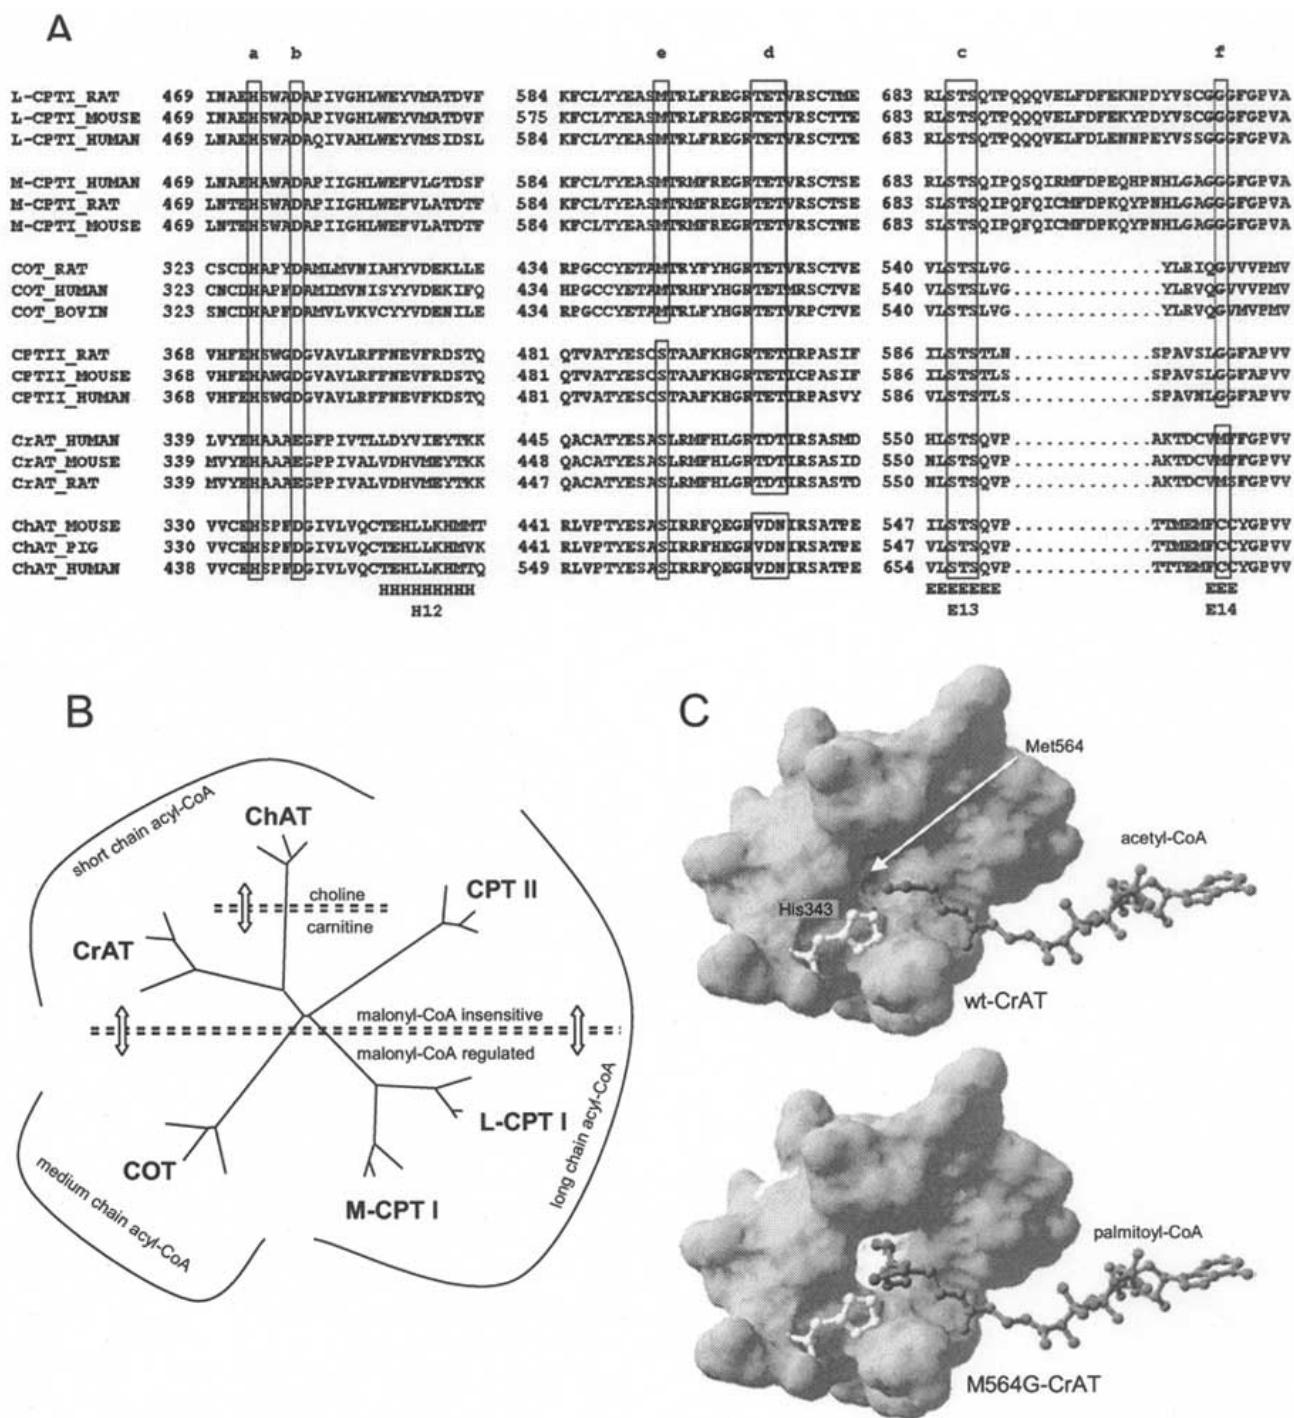 A
a b e d c f
L-CPTI_RAT 469 INAEHSWADAPIVGHLWEYVMATDVF 584 KFCLTYEASMTRLFREGRTETVRSCTME 683 RLSTSQTPQQQVELFDFEKNPDYVSCGGGFGPVA
L-CPTI_MOUSE 469 INAEHSWADAPIVGHLWEYVMATDVF 575 KFCLTYEASMTRLFREGRTETVRSCTTE 683 RLSTSQTPQQQVELFDFEKYPDYVSCGGGFGPVA
L-CPTI_HUMAN 469 LNAEHSWADAQIVAHLWEYVMSIDSL 584 KFCLTYEASMTRLFREGRTETVRSCTTE 683 RLSTSQTPQQQVELFDLENNPEYVSSGGGFGPVA
M-CPTI_HUMAN 469 LNAEHAWADAPIIGHLWEFVLGTDSF 584 KFCLTYEASMTRMFREGRTETVRSCTSE 683 RLSTSQIPQSQIRMFDPEQHPNHLGAGGGFGPVA
M-CPTI_RAT 469 LNTEHAWADAPIIGHLWEFVLATDTF 584 KFCLTYEASMTRMFREGRTETVRSCTSE 683 SLSTSQIPQFQICMFDPKQYPNHLGAGGGFGPVA
M-CPTI_MOUSE 469 LNTEHAWADAPIIGHLWEFVLATDTF 584 KFCLTYEASMTRMFREGRTETVRSCTNE 683 SLSTSQIPQFQICMFDPKQYPNHLGAGGGFGPVA
COT_RAT 323 CSCDHAPYDAMLMVNIAHYVDEKLLE 434 RPGCCYETAMTRYFYHGRTETVRSCTVE 540 VLSTSLVG..............YLRIQGVVVPMV
COT_HUMAN 323 CNCDHAPFDAMIMVNISYYVDEKIFQ 434 HPGCCYETAMTRHFYHGRTETMRSCTVE 540 VLSTSLVG..............YLRVQGVVVPMV
COT_BOVIN 323 SNCDHAPFDAMVLVKVCYYVDENILE 434 RPGCCYETAMTRLFYHGRTETVRPCTVE 540 VLSTSLVG..............YLRVQGVMVPMV
CPTII_RAT 368 VHFEHSWGDGVAVLRFFNEVFRDSTQ 481 QTVATYESCSTAAFKHGRTETIRPASIF 586 ILSTSTLN.............SPAVSLGGFAPVV
CPTII_MOUSE 368 VHFEHAWGDGVAVLRFFNEVFRDSTQ 481 QTVATYESCSTAAFKHGRTETICPASIF 586 ILSTSTLS.............SPAVSLGGFAPVV
CPTII_HUMAN 368 VHFEHSWGDGVAVLRFFNEVFKDSTQ 481 QTVATYESCSTAAFKHGRTETIRPASVY 586 ILSTSTLS.............SPAVNLGGFAPVV
CrAT_HUMAN 339 LVYEHAAAEGPPIVTLLDYVIEYTKK 445 QACATYESASLRMFHLGRTDTIRSASMD 550 HLSTSQVP.............AKTDCVMFFGPVV
CrAT_MOUSE 339 MVYEHAAAEGPPIVALVDHVMEYTKK 448 QACATYESASLRMFHLGRTDTIRSASID 550 NLSTSQVP.............AKTDCVMFFGPVV
CrAT_RAT 339 MVYEHAAAEGPPIVALVDHVMEYTKK 447 QACATYESASLRMFHLGRTDTIRSASTD 550 NLSTSQVP.............AKTDCVMSFGPVV
ChAT_MOUSE 330 VVCEHSPFDGIVLVQCTEHLLKHMMT 441 RLVPTYESASIRRFQEGRVDNIRSATPE 547 ILSTSQVP.............TTMEMFCCYGPVV
ChAT_PIG 330 VVCEHSPFDGIVLVQCTEHLLKHMVK 441 RLVPTYESASIRRFHEGRVDNIRSATPE 547 VLSTSQVP.............TTMEMFCCYGPVV
ChAT_HUMAN 438 VVCEHSPFDGIVLVQCTEHLLKHMTQ 549 RLVPTYESASIRRFQEGRVDNIRSATPE 654 VLSTSQVP.............TTTEMFCCYGPVV
HHHHHHHHH EEEEEEE EEE
H12 E13 E14
B
short chain acyl-CoA
ChAT
choline
carnitine
CPT II
CrAT
malonyl-CoA insensitive
malonyl-CoA regulated
L-CPT I
COT
M-CPT I
medium chain acyl-CoA
long chain acyl-CoA
C
Met564
acetyl-CoA
His343
wt-CrAT
palmitoyl-CoA
M564G-CrAT